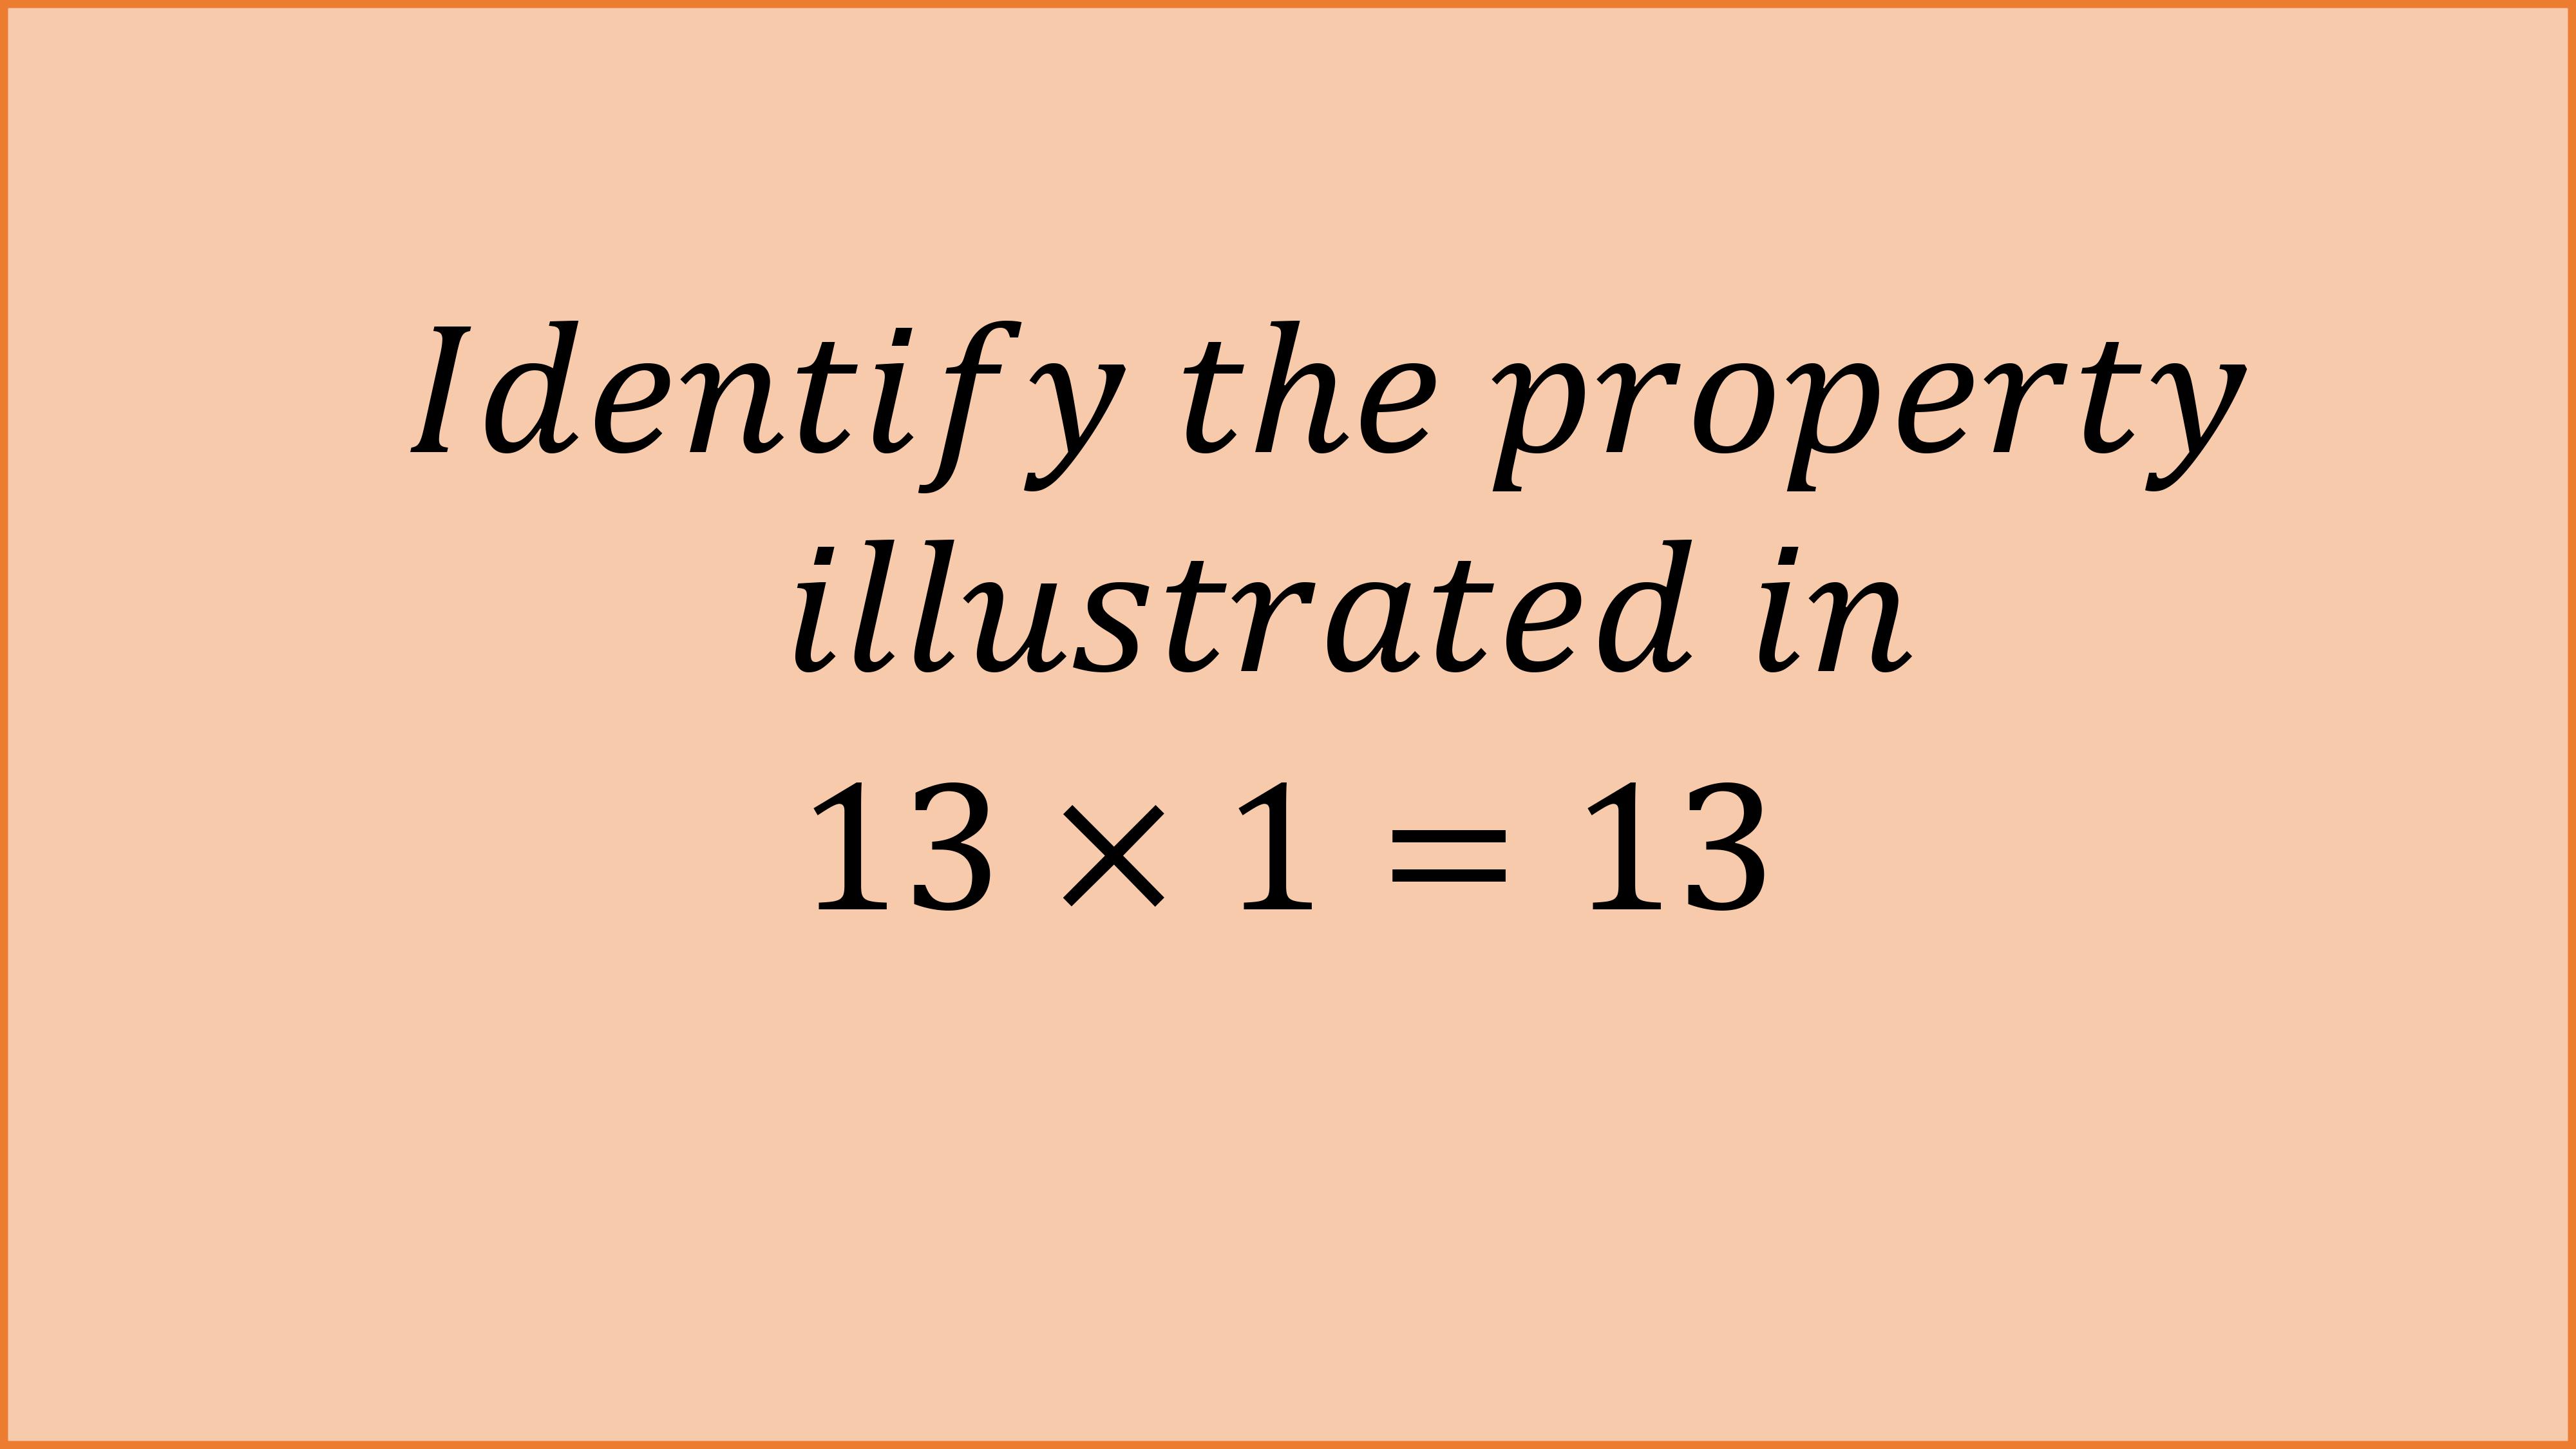 Identify the property
illustrated in
13 × 1 = 13